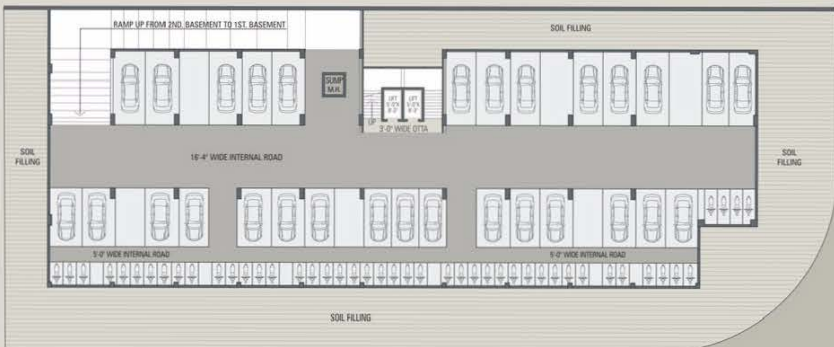 RAMP UP FROM 2ND. BASEMENT TO 1ST. BASEMENT
SOIL FILLING
SUMP
M.H.
LIFT
LIFT
UP
3'-0" WIDE OTTA
SOIL
FILLING
16'-4" WIDE INTERNAL ROAD
SOIL
FILLING
5'-0" WIDE INTERNAL ROAD
5'-0" WIDE INTERNAL ROAD
SOIL FILLING